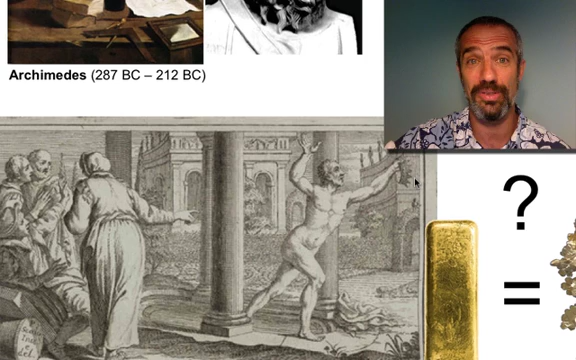 Archimedes (287 BC – 212 BC)
?
=